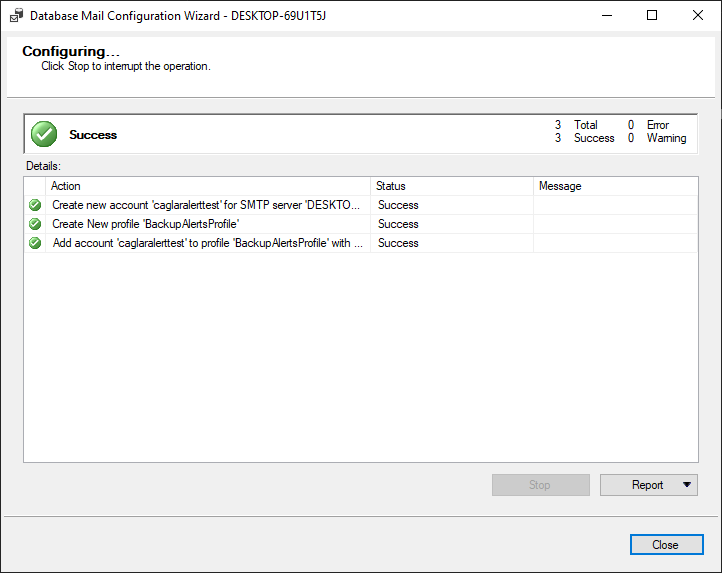 Database Mail Configuration Wizard - DESKTOP-69U1T5J
Configuring...
Click Stop to interrupt the operation.
Success
3 Total 0 Error
3 Success 0 Warning
Details:
Action Status Message
Create new account 'caglaralerttest' for SMTP server 'DESKTO... Success
Create New profile 'BackupAlertsProfile' Success
Add account 'caglaralerttest' to profile 'BackupAlertsProfile' with ... Success
Stop Report
Close